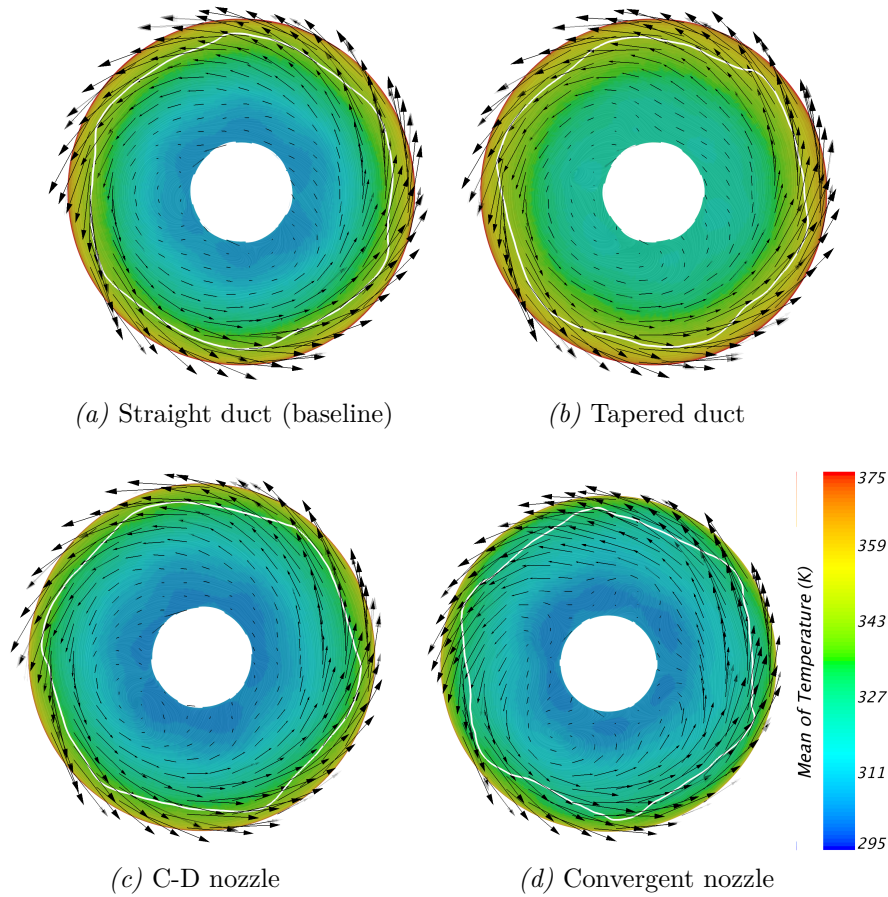 (a) Straight duct (baseline)
(b) Tapered duct
375
359
343
327
311
295
Mean of Temperature (K)
(c) C-D nozzle
(d) Convergent nozzle